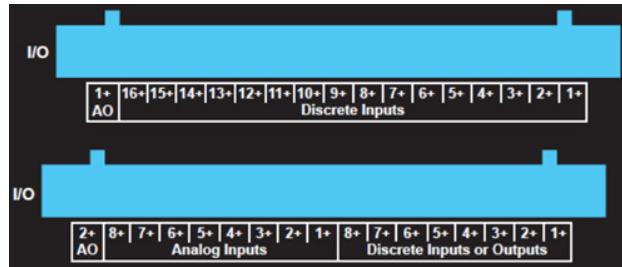 I/O
1+ 16+ 15+ 14+ 13+ 12+ 11+ 10+ 9+ 8+ 7+ 6+ 5+ 4+ 3+ 2+ 1+
AO Discrete Inputs
I/O
2+ 8+ 7+ 6+ 5+ 4+ 3+ 2+ 1+ 8+ 7+ 6+ 5+ 4+ 3+ 2+ 1+
AO Analog Inputs Discrete Inputs or Outputs